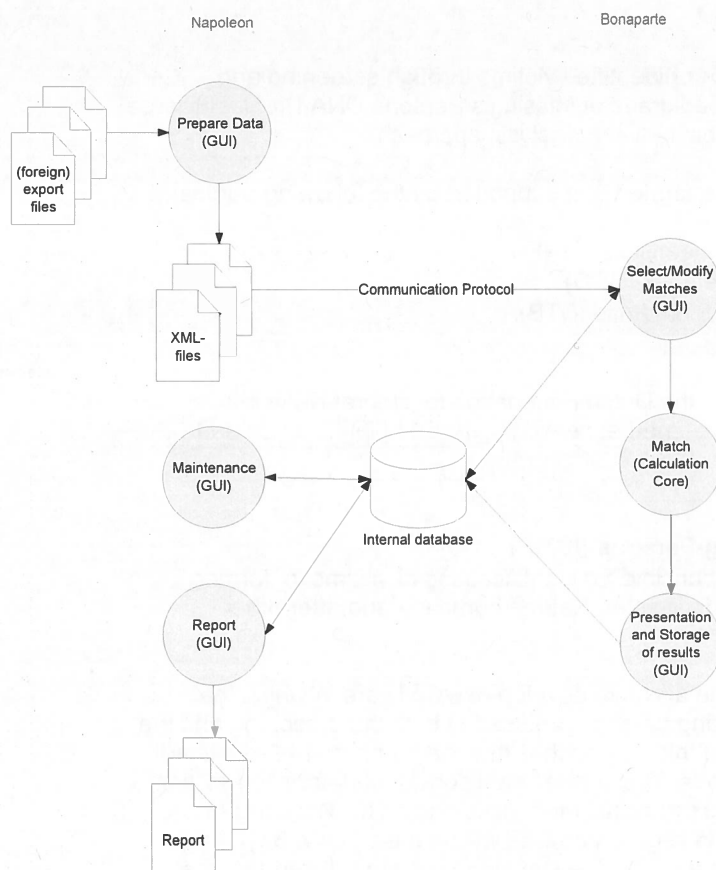 Napoleon
Bonaparte
Prepare Data
(GUI)
(foreign)
export
files
Communication Protocol
Select/Modify
Matches
(GUI)
XML-
files
Maintenance
(GUI)
Match
(Calculation
Core)
Internal database
Report
(GUI)
Presentation
and Storage
of results
(GUI)
Report